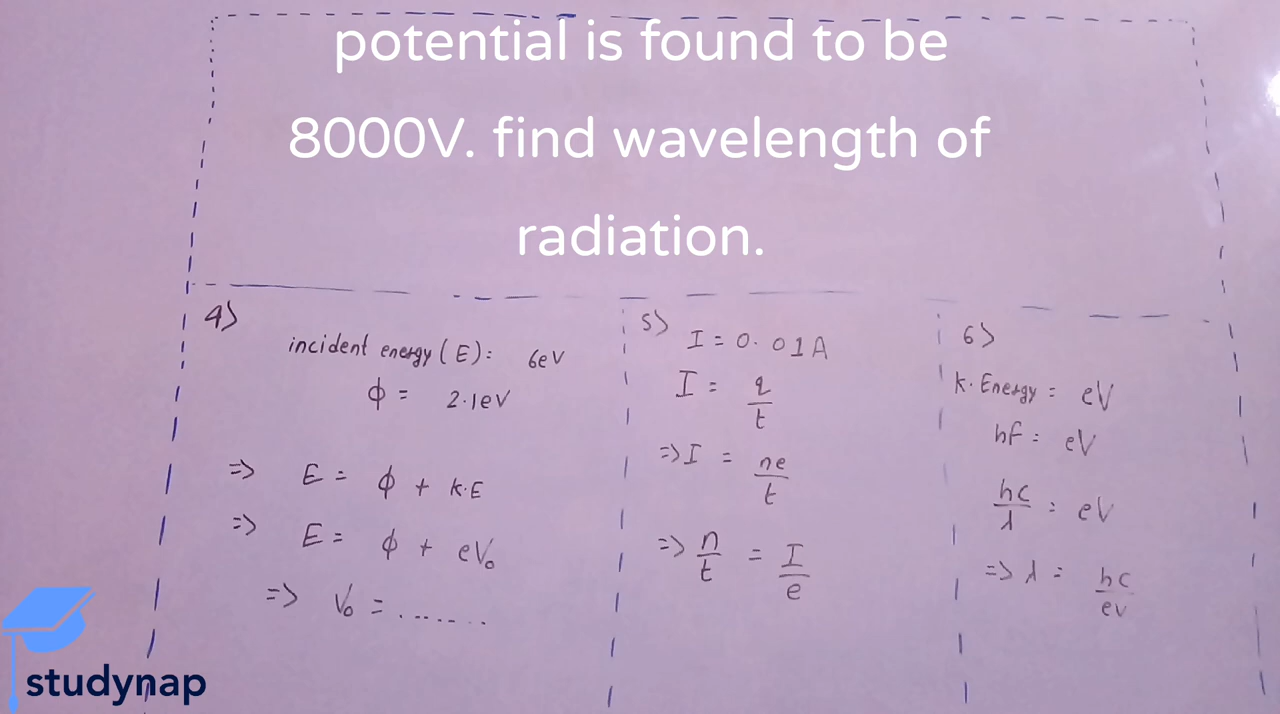 potential is found to be
8000V. find wavelength of
radiation.
4)
incident energy (E): 6eV
ϕ = 2.1eV
=> E = ϕ + K.E
=> E = ϕ + eV₀
=> V₀ = .......
5)
I = 0.01A
I = q/t
=> I = ne/t
=> n/t = I/e
6)
K. Energy = eV
hf = eV
hc/λ = eV
=> λ = hc/ev
studynap